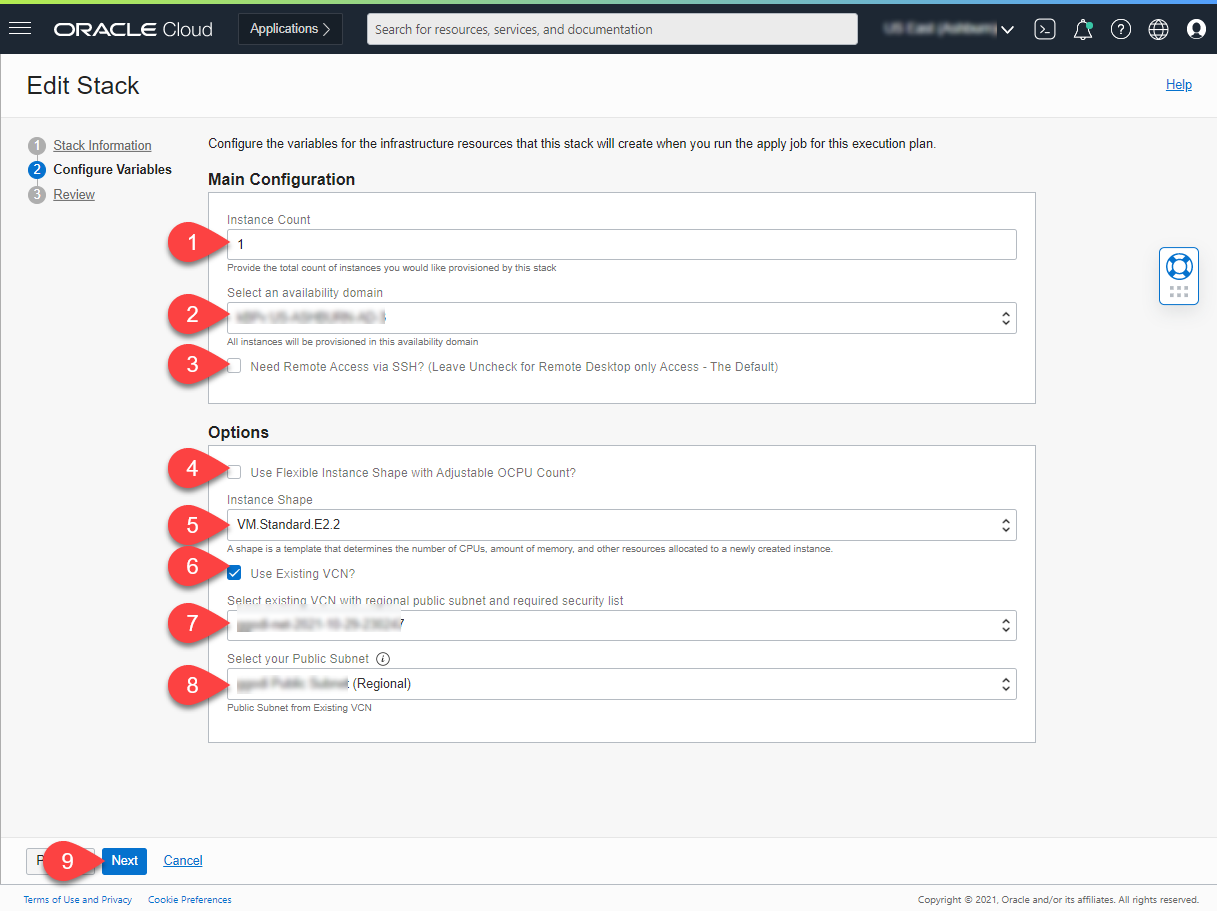 ORACLE Cloud
Applications
Search for resources, services, and documentation
Edit Stack
Help
1 Stack Information
2 Configure Variables
3 Review
Configure the variables for the infrastructure resources that this stack will create when you run the apply job for this execution plan.
Main Configuration
Instance Count
1
1
Provide the total count of instances you would like provisioned by this stack
Select an availability domain
2
All instances will be provisioned in this availability domain
3
Need Remote Access via SSH? (Leave Uncheck for Remote Desktop only Access - The Default)
Options
4
Use Flexible Instance Shape with Adjustable OCPU Count?
Instance Shape
5
VM.Standard.E2.2
A shape is a template that determines the number of CPUs, amount of memory, and other resources allocated to a newly created instance.
6
Use Existing VCN?
Select existing VCN with regional public subnet and required security list
7
Select your Public Subnet
8
(Regional)
Public Subnet from Existing VCN
9
Next
Cancel
Terms of Use and Privacy
Cookie Preferences
Copyright © 2021, Oracle and/or its affiliates. All rights reserved.